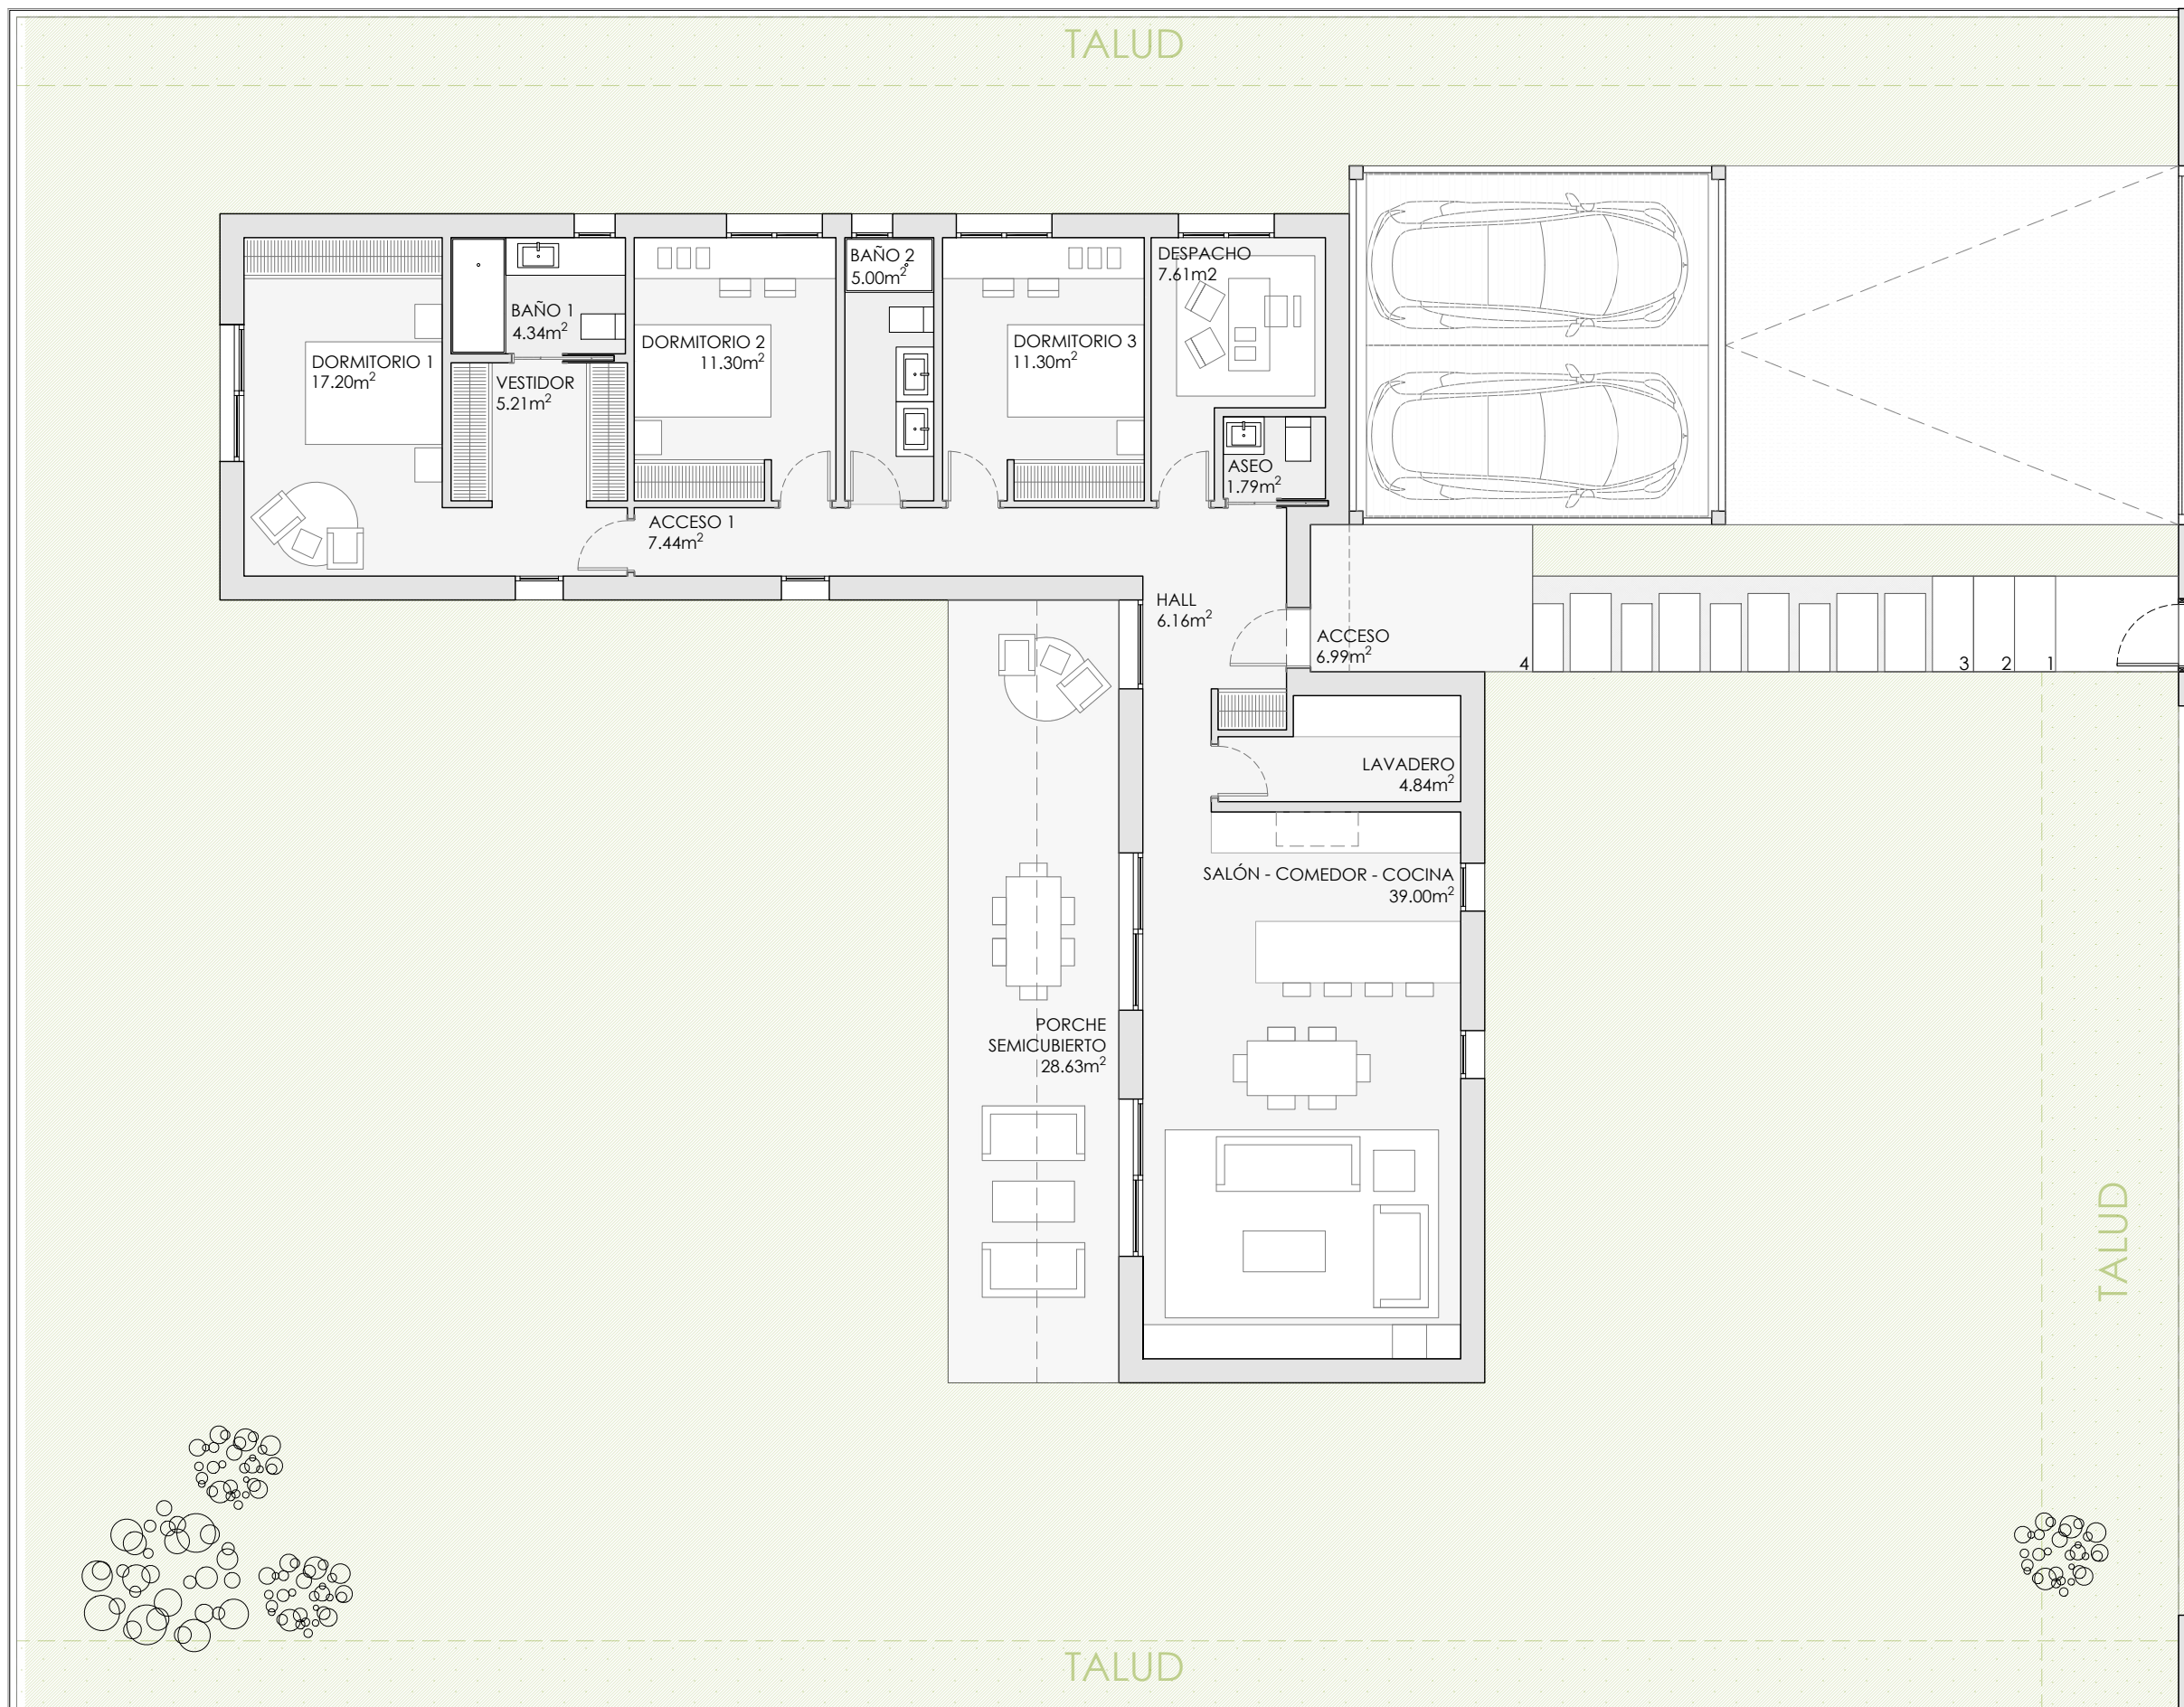 TALUD
BAÑO 2
5.00m²
DESPACHO
7.61m2
BAÑO 1
4.34m²
DORMITORIO 1
17.20m²
DORMITORIO 2
11.30m²
DORMITORIO 3
11.30m²
VESTIDOR
5.21m²
ASEO
1.79m²
ACCESO 1
7.44m²
HALL
6.16m²
ACCESO
6.99m²
4 3 2 1
LAVADERO
4.84m²
SALÓN - COMEDOR - COCINA
39.00m²
PORCHE
SEMICUBIERTO
28.63m²
TALUD
TALUD